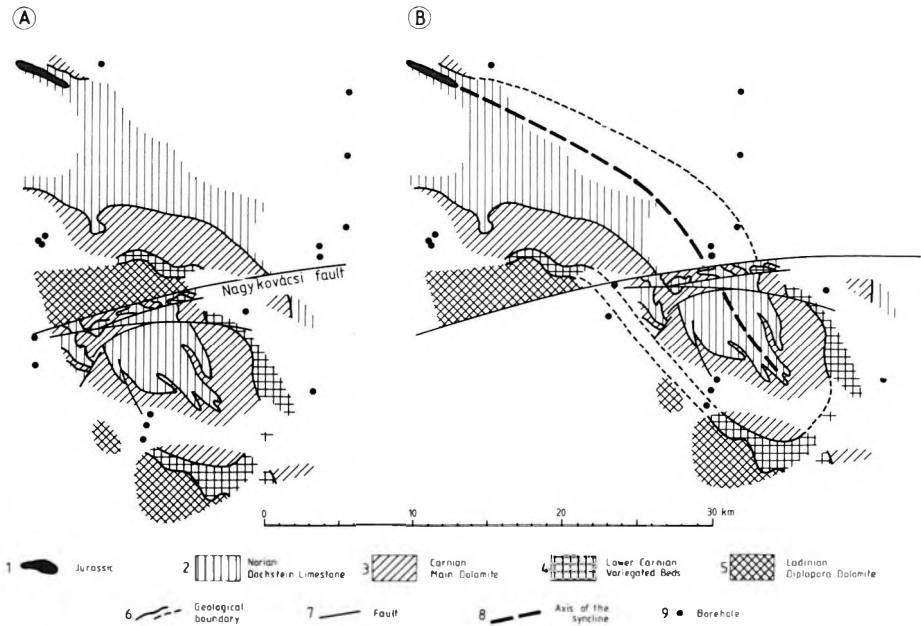 A
B
Nagykovácsi fault
0 10 20 30 km
1 Jurassic
2 Norian
Dachstein Limestone
3 Carnian
Main Dolomite
4 Lower Carnian
Variegated Beds
5 Ladinian
Diplopora Dolomite
6 Geological
boundary
7 Fault
8 Axis of the
syncline
9 Borehole